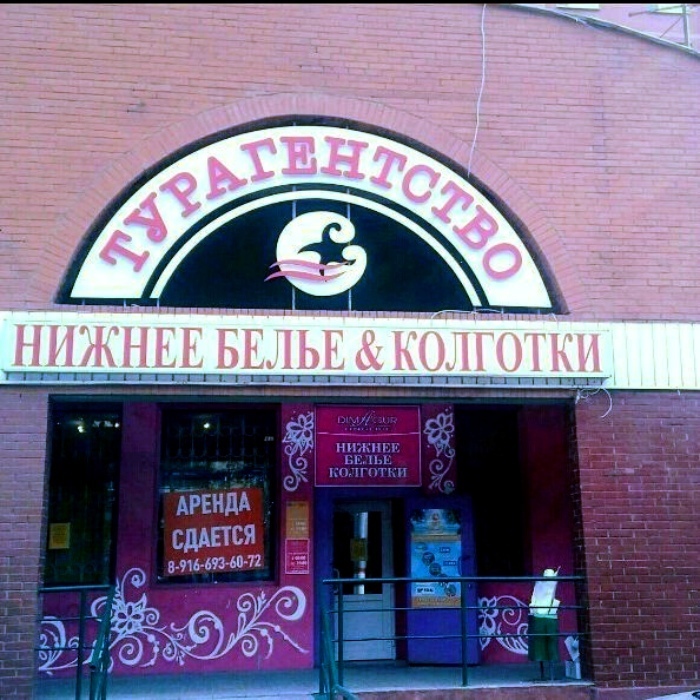 ТУРАГЕНТСТВО
НИЖНЕЕ БЕЛЬЕ & КОЛГОТКИ
НИЖНЕЕ
БЕЛЬЕ
КОЛГОТКИ
АРЕНДА
СДАЕТСЯ
8-916-693-60-72